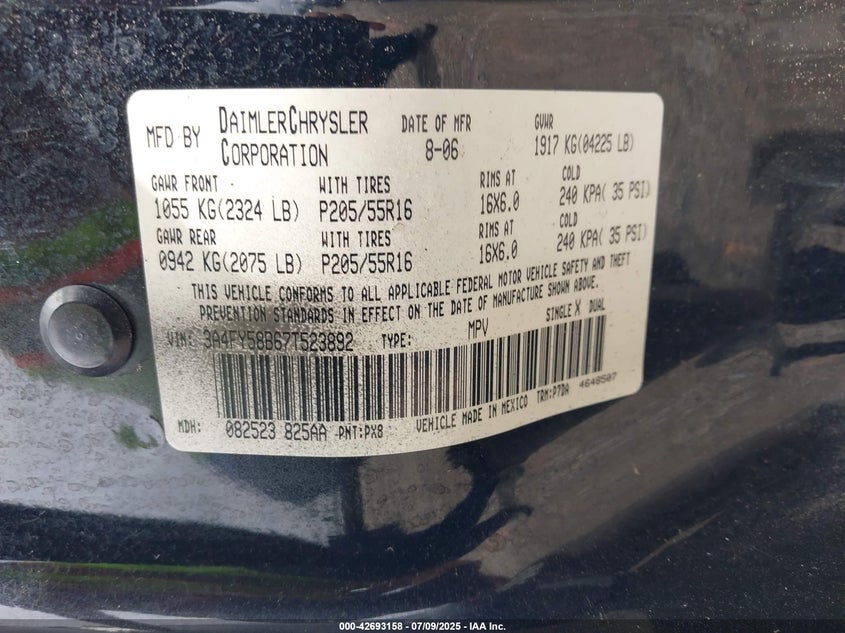 MFD BY DAIMLERCHRYSLER CORPORATION DATE OF MFR 8-06 GVWR 1917 KG(04225 LB)
GAWR FRONT WITH TIRES RIMS AT COLD
1055 KG(2324 LB) P205/55R16 16X6.0 240 KPA( 35 PSI)
GAWR REAR WITH TIRES RIMS AT COLD
0942 KG(2075 LB) P205/55R16 16X6.0 240 KPA( 35 PSI)
THIS VEHICLE CONFORMS TO ALL APPLICABLE FEDERAL MOTOR VEHICLE SAFETY AND THEFT
PREVENTION STANDARDS IN EFFECT ON THE DATE OF MANUFACTURE SHOWN ABOVE.
VIN: 3A4FY58B67T523892 TYPE: MPV SINGLE X DUAL
MDH: 082523 825AA PNT:PX8 VEHICLE MADE IN MEXICO TRM:P7DA 4648507
000-42693158 / 07/09/2025 - IAA Inc.